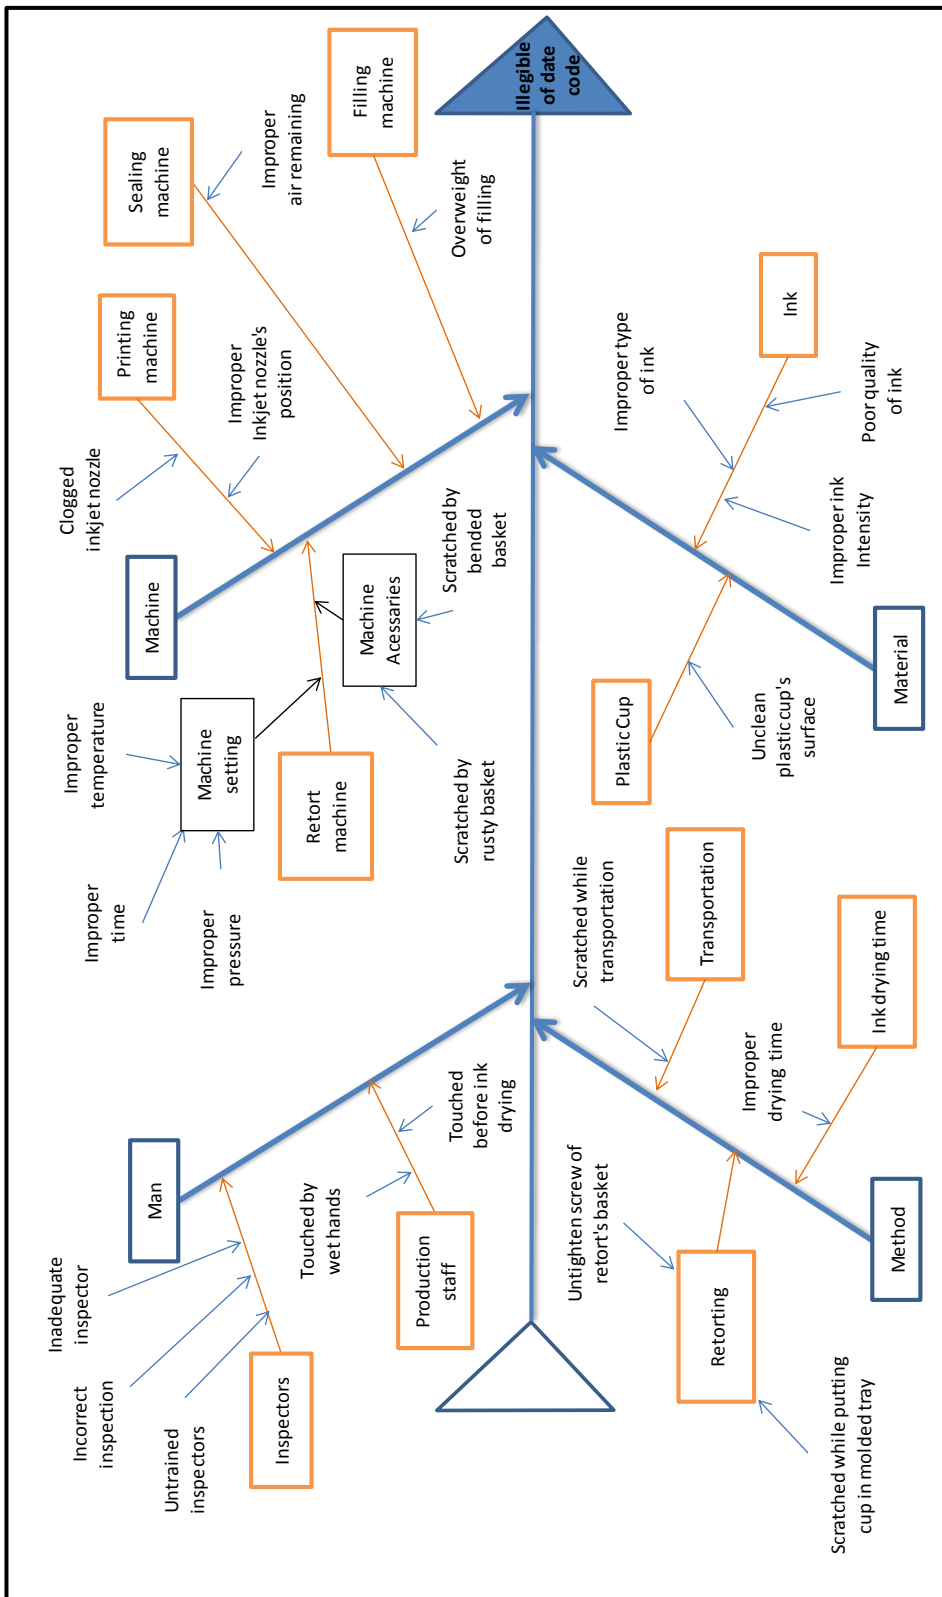 Inadequate
inspector
Incorrect
inspection
Untrained
inspectors
Inspectors
Man
Touched by
wet hands
Production
staff
Touched
before ink
drying
Improper
time
Improper
pressure
Improper
temperature
Machine
setting
Retort
machine
Machine
Machine
Acessaries
Scratched by
rusty basket
Scratched by
bended
basket
Clogged
inkjet nozzle
Printing
machine
Improper
Inkjet nozzle's
position
Sealing
machine
Improper
air remaining
Filling
machine
Overweight
of filling
Illegible
of date
code
Scratched while putting
cup in molded tray
Retorting
Untighten screw of
retort's basket
Method
Scratched while
transportation
Transportation
Improper
drying time
Ink drying time
Plastic Cup
Unclean
plastic cup's
surface
Material
Improper type
of ink
Improper ink
Intensity
Ink
Poor quality
of ink